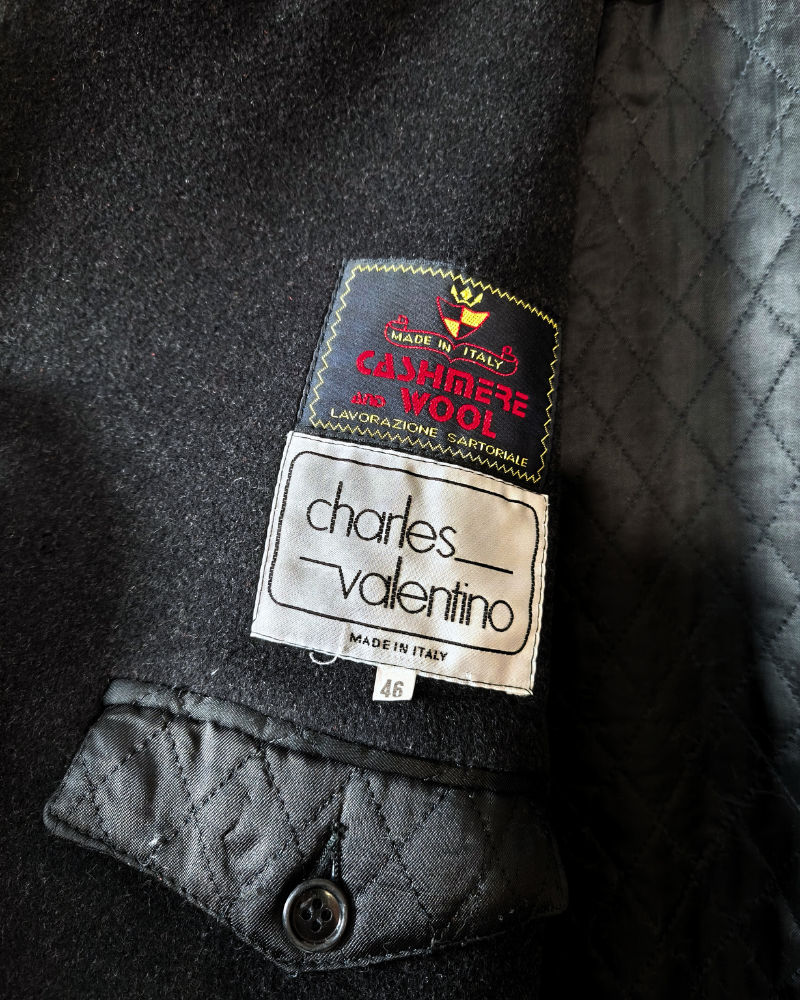 MADE IN ITALY
CASHMERE
AND WOOL
LAVORAZIONE SARTORIALE
charles
valentino
MADE IN ITALY
46